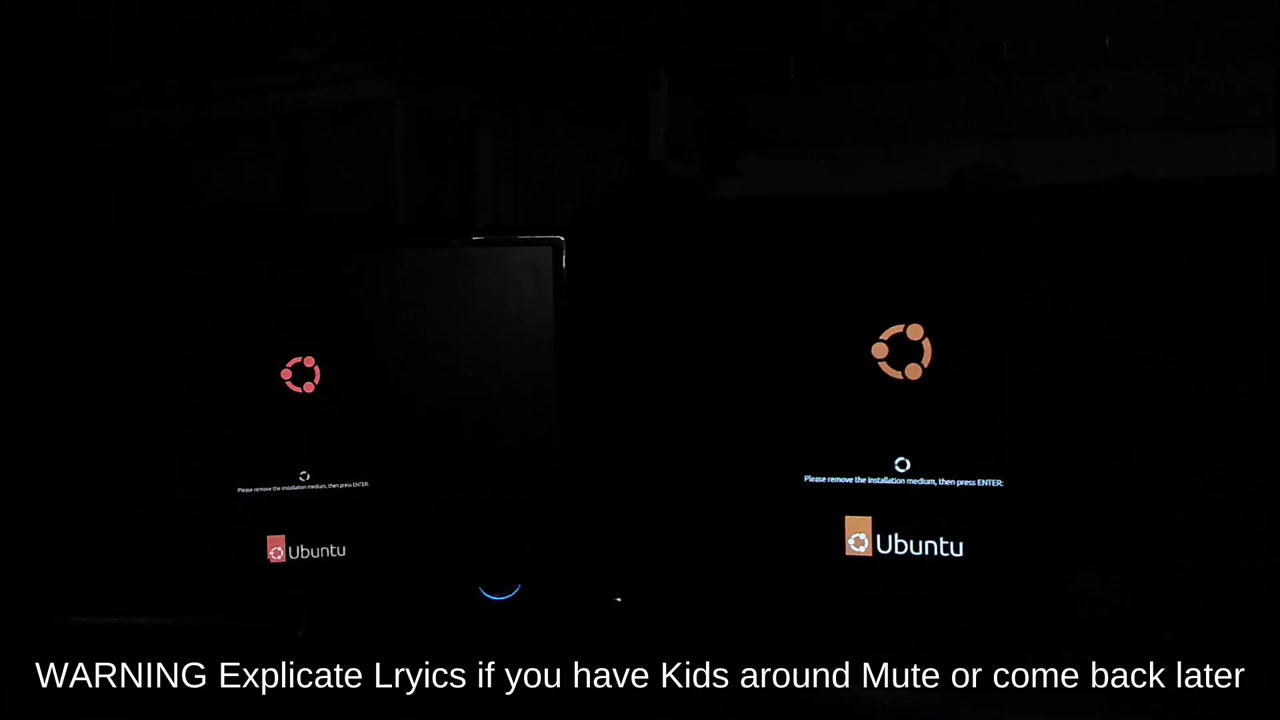 Please remove the installation medium, then press ENTER:
Ubuntu
Please remove the installation medium, then press ENTER:
Ubuntu
WARNING Explicate Lryics if you have Kids around Mute or come back later